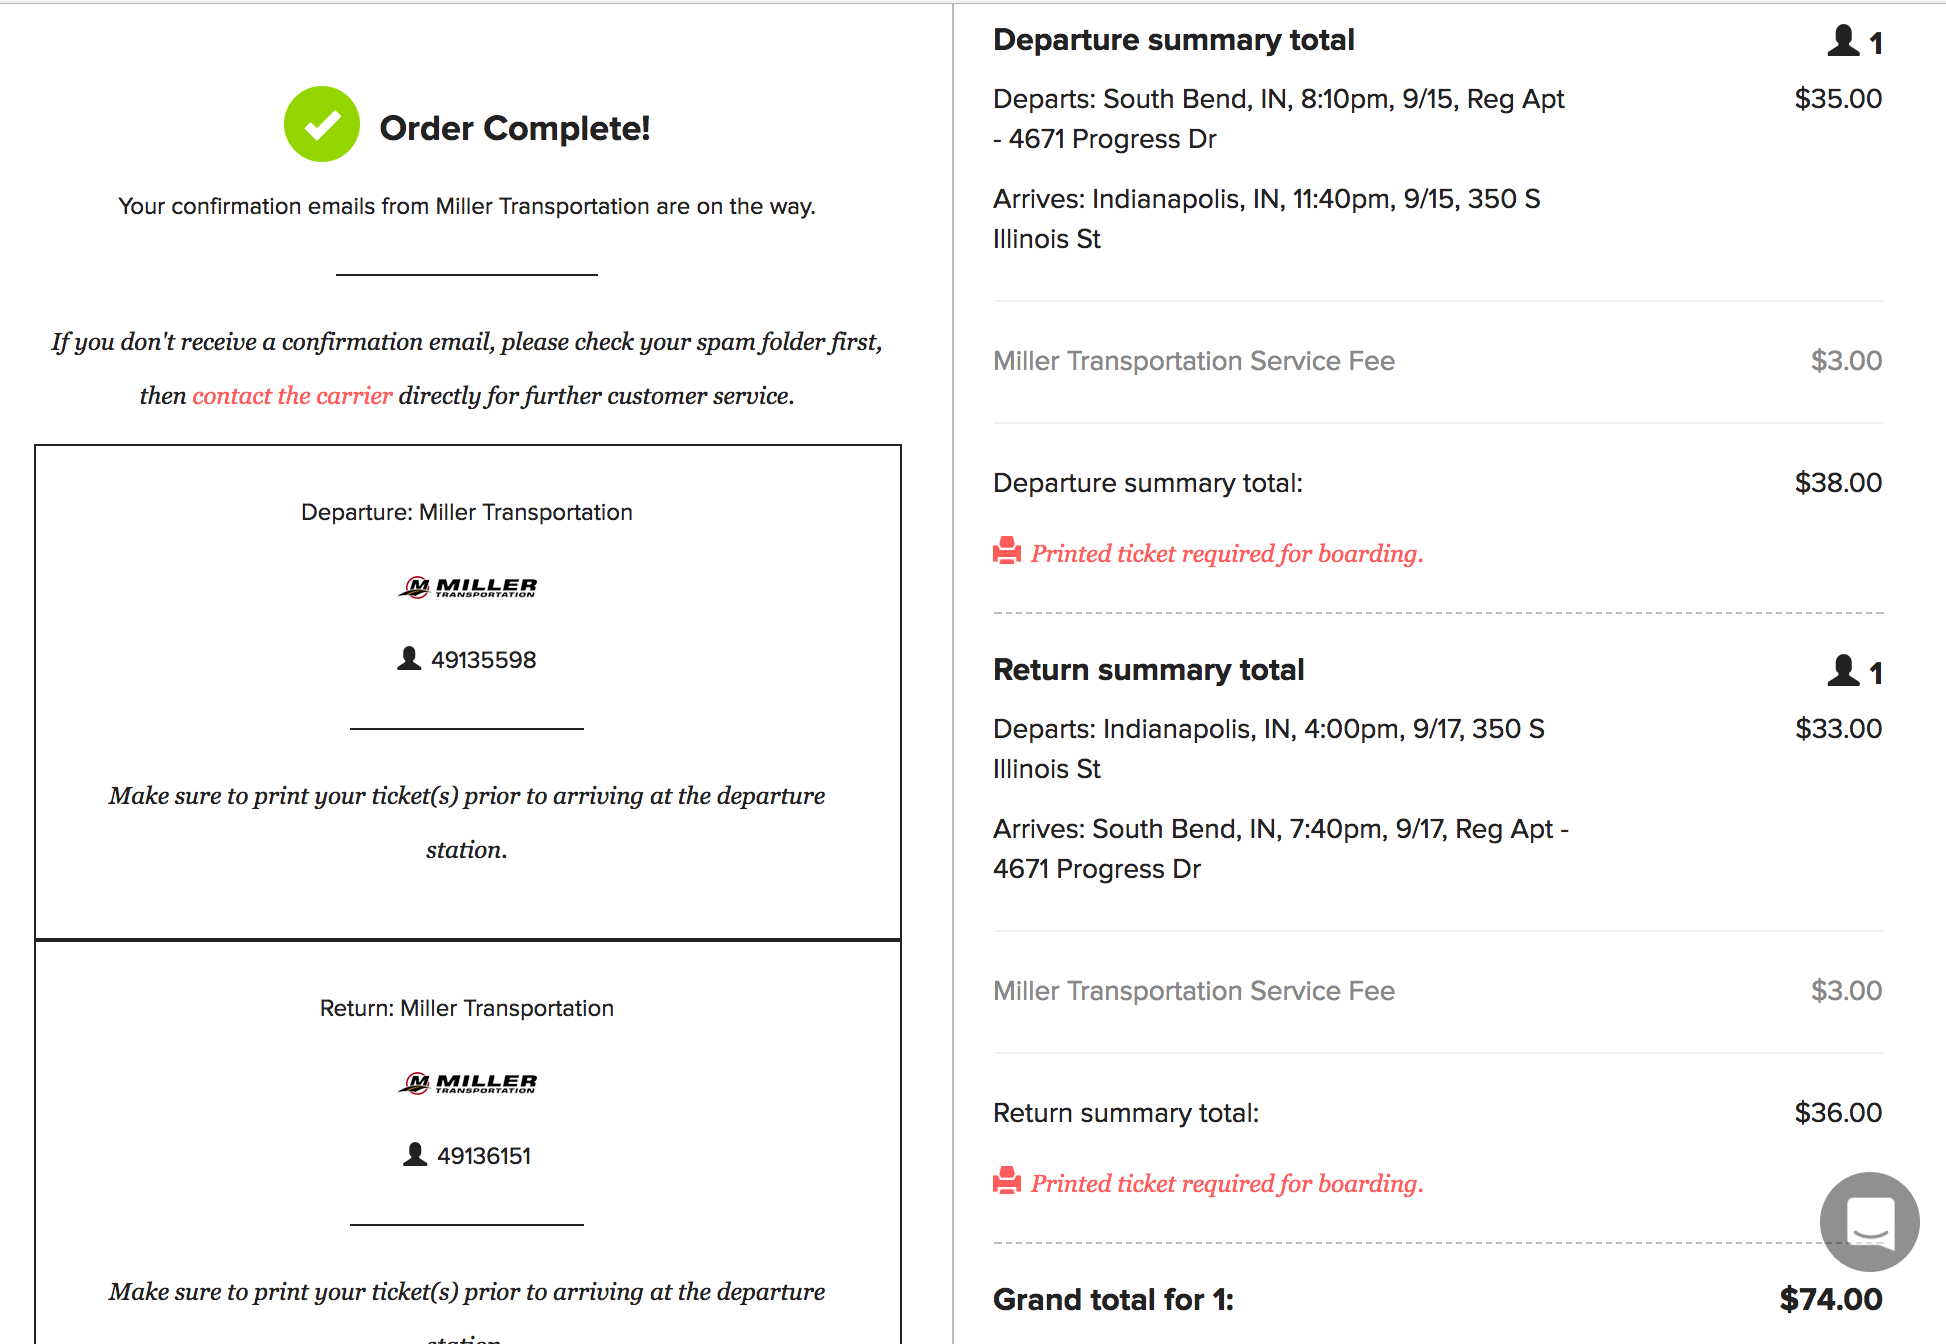 Order Complete!
Your confirmation emails from Miller Transportation are on the way.
If you don't receive a confirmation email, please check your spam folder first,
then contact the carrier directly for further customer service.
Departure: Miller Transportation
M MILLER
TRANSPORTATION
49135598
Make sure to print your ticket(s) prior to arriving at the departure
station.
Return: Miller Transportation
M MILLER
TRANSPORTATION
49136151
Make sure to print your ticket(s) prior to arriving at the departure
station.
Departure summary total 1
Departs: South Bend, IN, 8:10pm, 9/15, Reg Apt $35.00
- 4671 Progress Dr
Arrives: Indianapolis, IN, 11:40pm, 9/15, 350 S
Illinois St
Miller Transportation Service Fee $3.00
Departure summary total: $38.00
Printed ticket required for boarding.
Return summary total 1
Departs: Indianapolis, IN, 4:00pm, 9/17, 350 S $33.00
Illinois St
Arrives: South Bend, IN, 7:40pm, 9/17, Reg Apt -
4671 Progress Dr
Miller Transportation Service Fee $3.00
Return summary total: $36.00
Printed ticket required for boarding.
Grand total for 1: $74.00